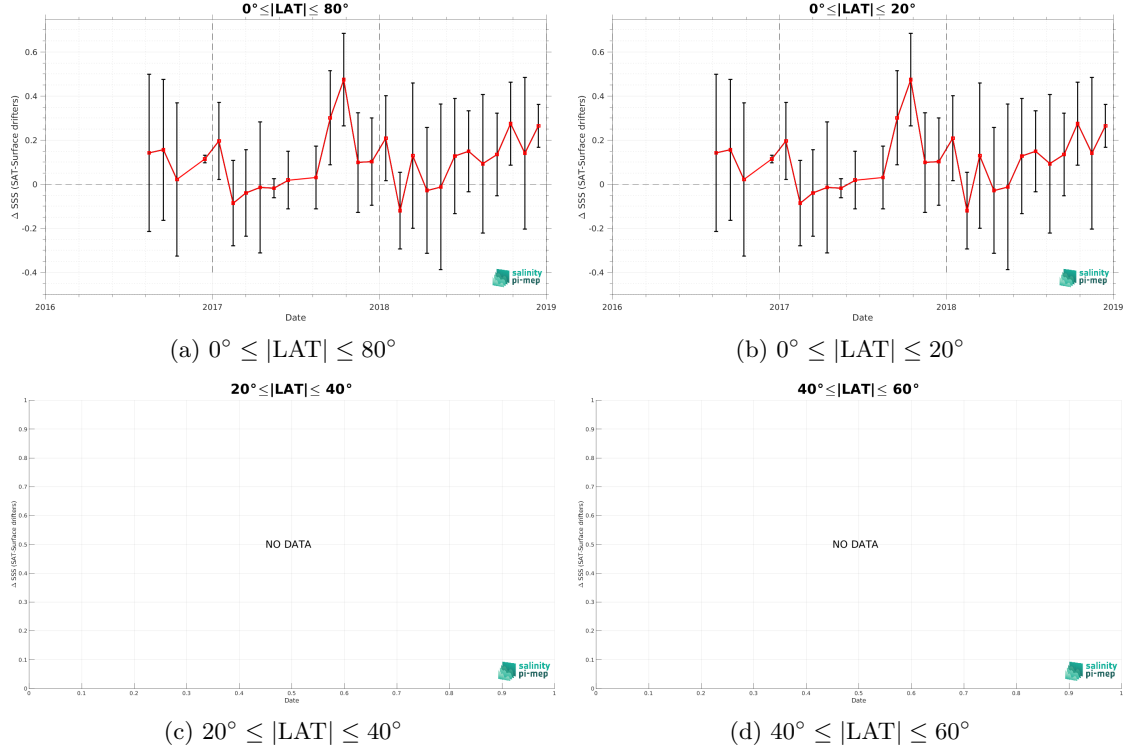 0°≤|LAT|≤ 80°
Δ SSS (SAT-Surface drifters)
0.6
0.4
0.2
0
-0.2
-0.4
2016
2017
2018
2019
Date
salinity
pi-mep
(a) 0° ≤ |LAT| ≤ 80°
0°≤|LAT|≤ 20°
Δ SSS (SAT-Surface drifters)
0.6
0.4
0.2
0
-0.2
-0.4
2016
2017
2018
2019
Date
salinity
pi-mep
(b) 0° ≤ |LAT| ≤ 20°
20°≤|LAT|≤ 40°
Δ SSS (SAT-Surface drifters)
1
0.9
0.8
0.7
0.6
0.5
0.4
0.3
0.2
0.1
0
NO DATA
salinity
pi-mep
0 0.1 0.2 0.3 0.4 0.5 0.6 0.7 0.8 0.9 1
Date
(c) 20° ≤ |LAT| ≤ 40°
40°≤|LAT|≤ 60°
Δ SSS (SAT-Surface drifters)
1
0.9
0.8
0.7
0.6
0.5
0.4
0.3
0.2
0.1
0
NO DATA
salinity
pi-mep
0 0.1 0.2 0.3 0.4 0.5 0.6 0.7 0.8 0.9 1
Date
(d) 40° ≤ |LAT| ≤ 60°